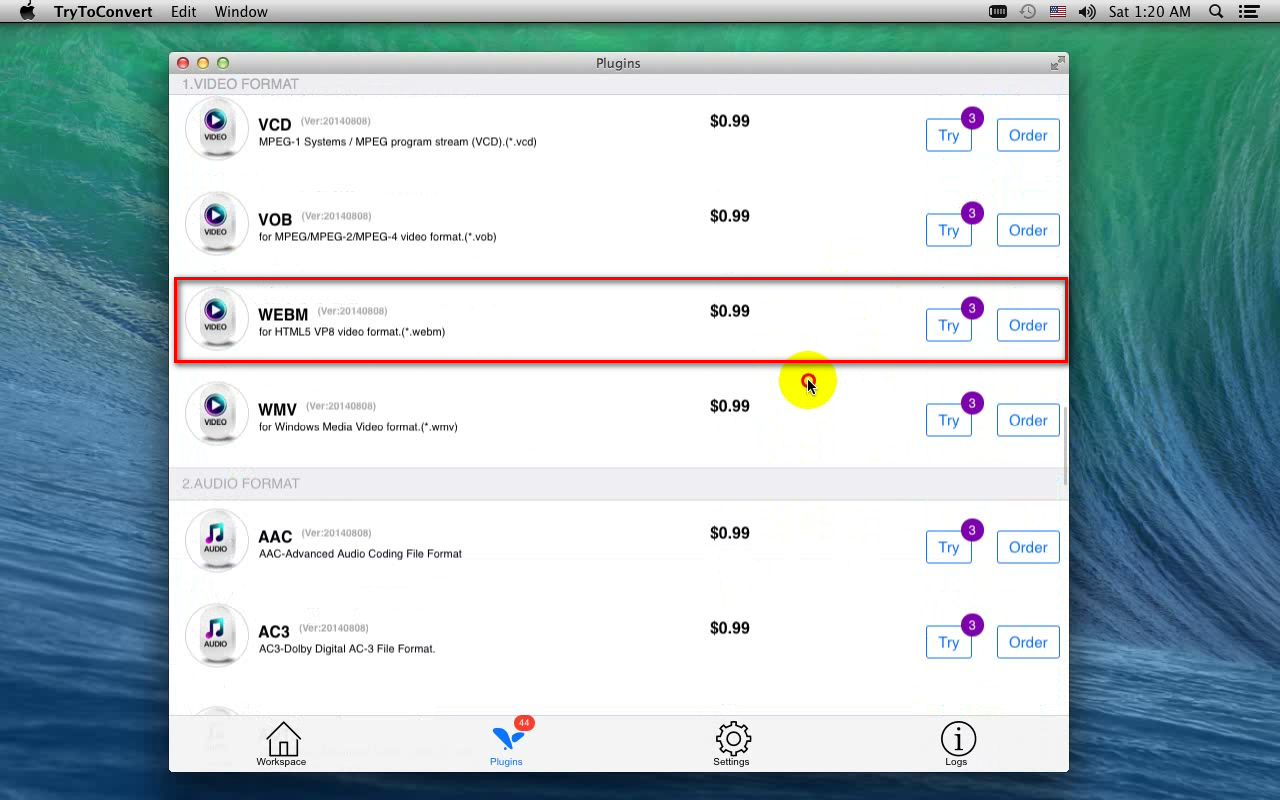 TryToConvert Edit Window Sat 1:20 AM
Plugins
1.VIDEO FORMAT
VIDEO
VCD (Ver:20140808)
MPEG-1 Systems / MPEG program stream (VCD).(*.vcd)
$0.99
Try
3
Order
VIDEO
VOB (Ver:20140808)
for MPEG/MPEG-2/MPEG-4 video format.(*.vob)
$0.99
Try
3
Order
VIDEO
WEBM (Ver:20140808)
for HTML5 VP8 video format.(*.webm)
$0.99
Try
3
Order
VIDEO
WMV (Ver:20140808)
for Windows Media Video format.(*.wmv)
$0.99
Try
3
Order
2.AUDIO FORMAT
AUDIO
AAC (Ver:20140808)
AAC-Advanced Audio Coding File Format
$0.99
Try
3
Order
AUDIO
AC3 (Ver:20140808)
AC3-Dolby Digital AC-3 File Format.
$0.99
Try
3
Order
Workspace
44
Plugins
Settings
Logs